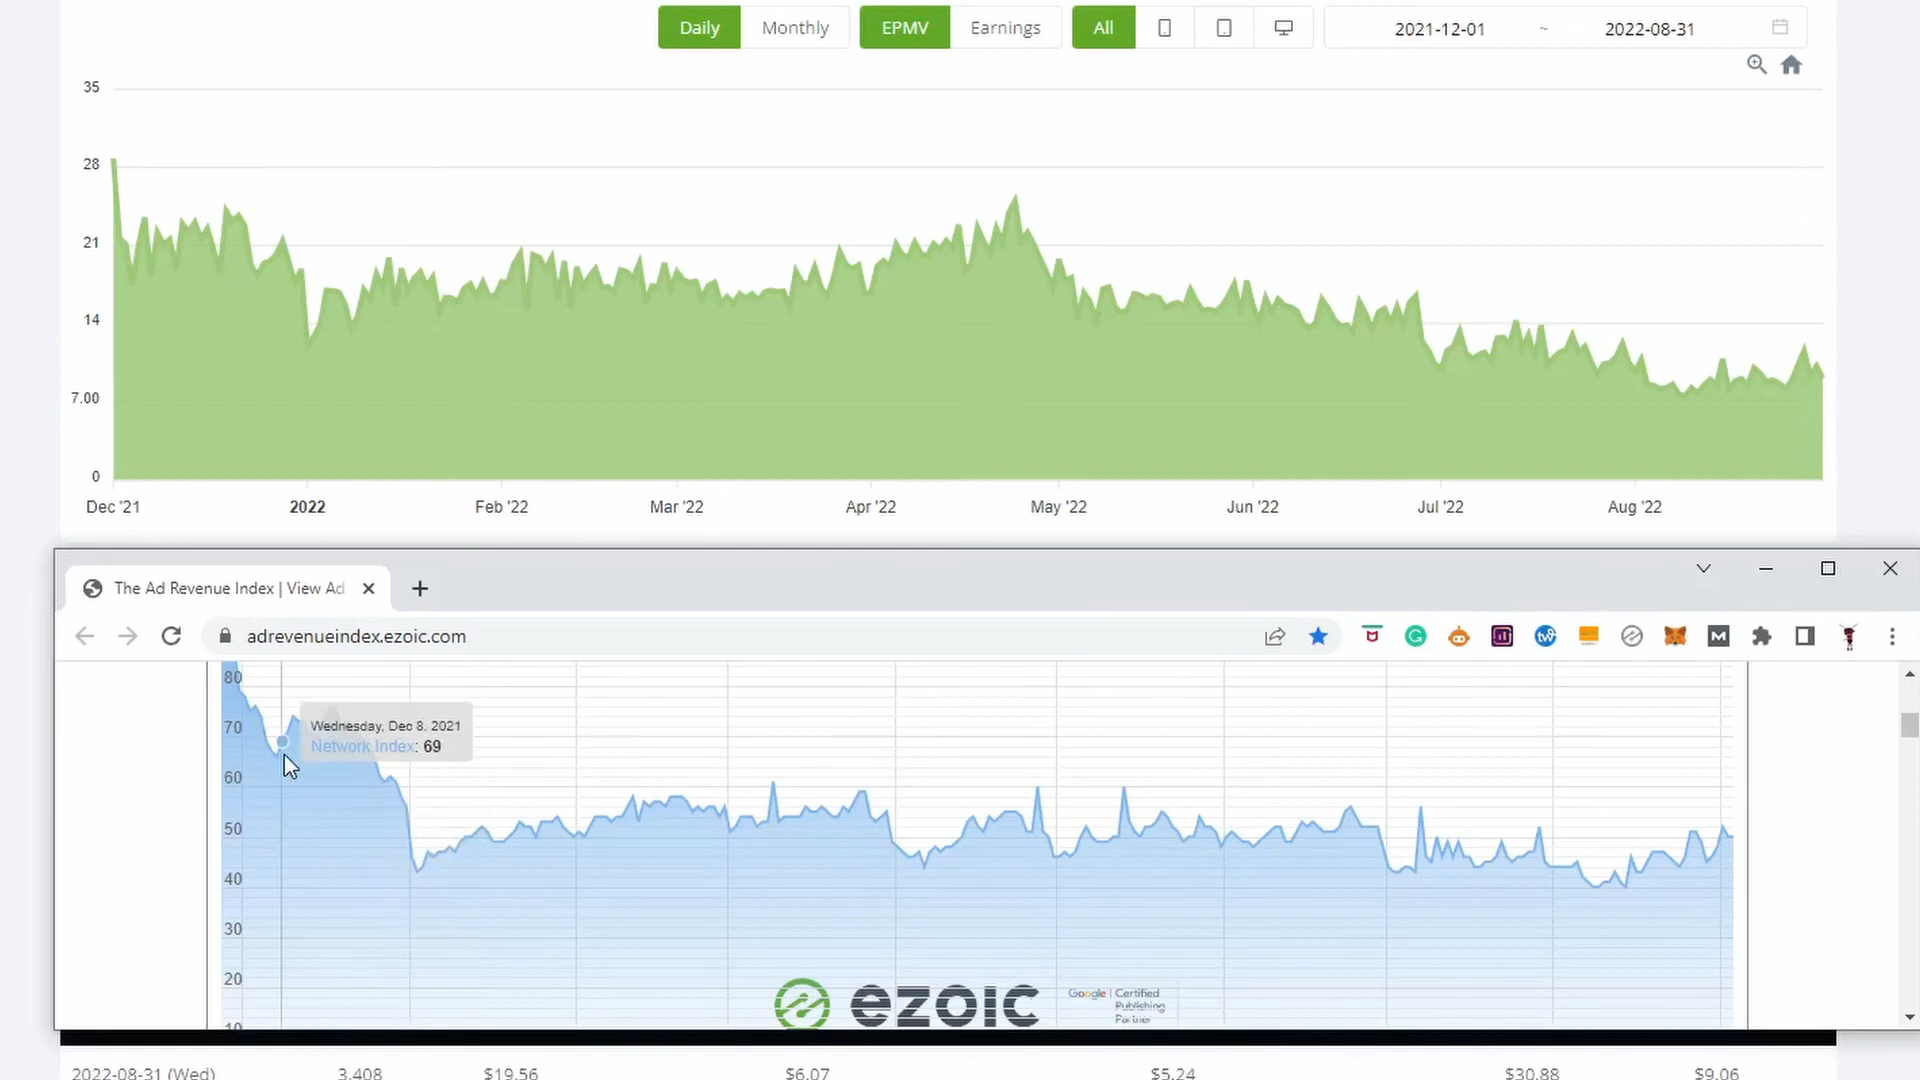 Daily Monthly EPMV Earnings All 2021-12-01 ~ 2022-08-31
35
28
21
14
7.00
0
Dec '21 2022 Feb '22 Mar '22 Apr '22 May '22 Jun '22 Jul '22 Aug '22
The Ad Revenue Index | View Ad
adrevenueindex.ezoic.com
80
70
60
50
40
30
20
10
Wednesday, Dec 8, 2021
Network Index: 69
ezoic
Google | Certified
Publishing
Partner
2022-08-31 (Wed) 3,408 $19.56 $6.07 $5.24 $30.88 $9.06